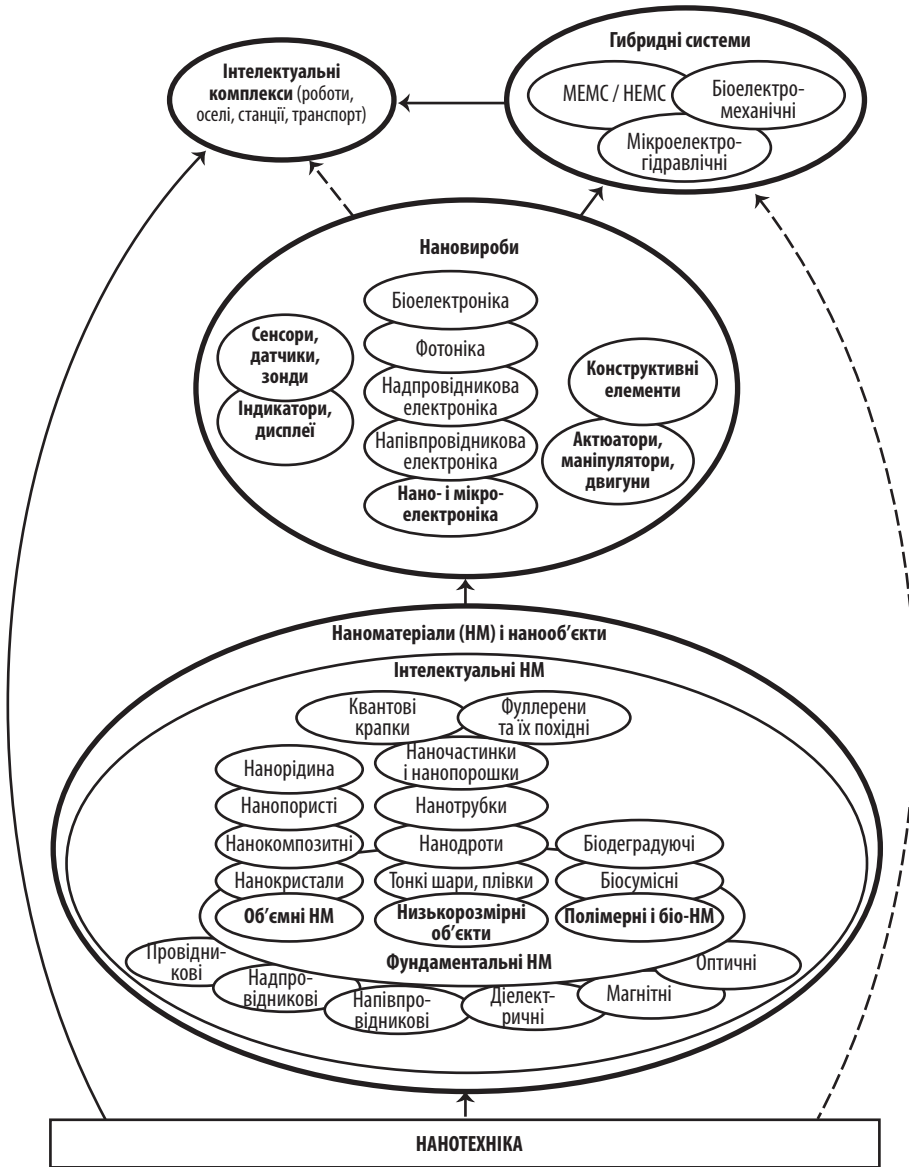 Гибридні системи
МЕМС / НЕМС
Біоелектро-
механічні
Мікроелектро-
гідравлічні
Інтелектуальні
комплекси (роботи,
оселі, станції, транспорт)
Нановироби
Біоелектроніка
Фотоніка
Надпровідникова
електроніка
Напівпровідникова
електроніка
Нано- і мікро-
електроніка
Сенсори,
датчики,
зонди
Індикатори,
дисплеї
Конструктивні
елементи
Актюатори,
маніпулятори,
двигуни
Наноматеріали (НМ) і нанооб’єкти
Інтелектуальні НМ
Квантові
крапки
Фуллерени
та їх похідні
Нанорідина
Нанопористі
Нанокомпозитні
Нанокристали
Об’ємні НМ
Наночастинки
і нанопорошки
Нанотрубки
Нанодроти
Тонкі шари, плівки
Низькорозмірні
об’єкти
Біодеградуючі
Біосумісні
Полімерні і біо-НМ
Фундаментальні НМ
Провідни-
кові
Надпро-
відникові
Напівпро-
відникові
Діелект-
ричні
Магнітні
Оптичні
НАНОТЕХНІКА